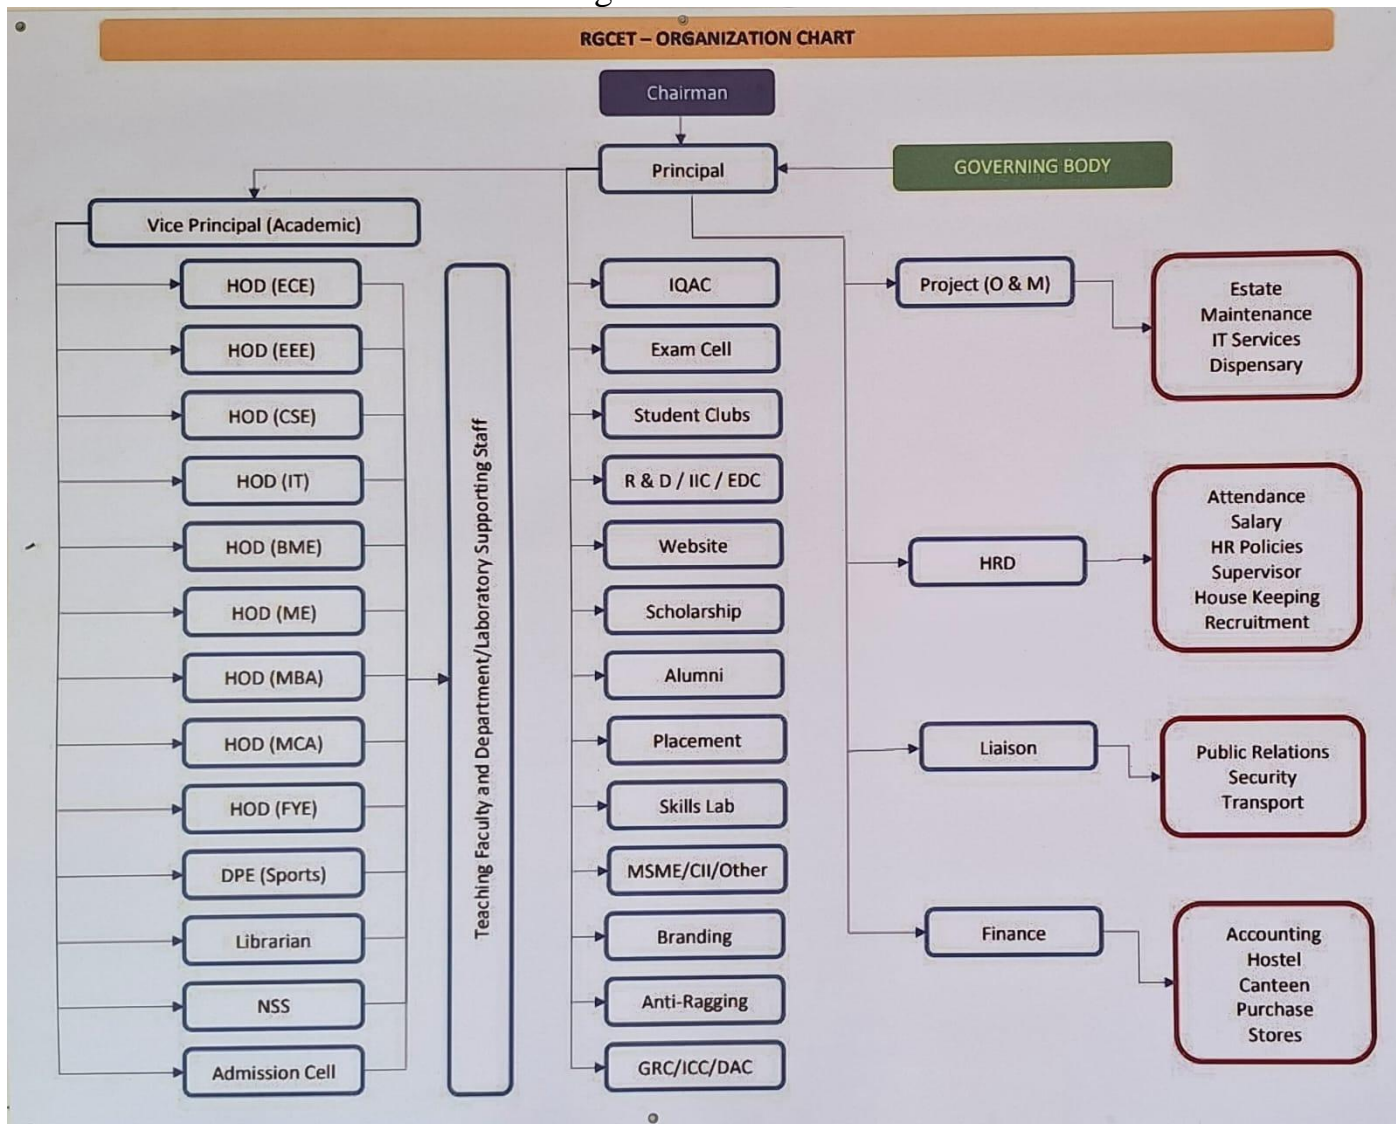 RGCET – ORGANIZATION CHART
Chairman
Principal
GOVERNING BODY
Vice Principal (Academic)
HOD (ECE)
HOD (EEE)
HOD (CSE)
HOD (IT)
HOD (BME)
HOD (ME)
HOD (MBA)
HOD (MCA)
HOD (FYE)
DPE (Sports)
Librarian
NSS
Admission Cell
Teaching Faculty and Department/Laboratory Supporting Staff
IQAC
Exam Cell
Student Clubs
R & D / IIC / EDC
Website
Scholarship
Alumni
Placement
Skills Lab
MSME/CII/Other
Branding
Anti-Ragging
GRC/ICC/DAC
Project (O & M)
Estate
Maintenance
IT Services
Dispensary
HRD
Attendance
Salary
HR Policies
Supervisor
House Keeping
Recruitment
Liaison
Public Relations
Security
Transport
Finance
Accounting
Hostel
Canteen
Purchase
Stores